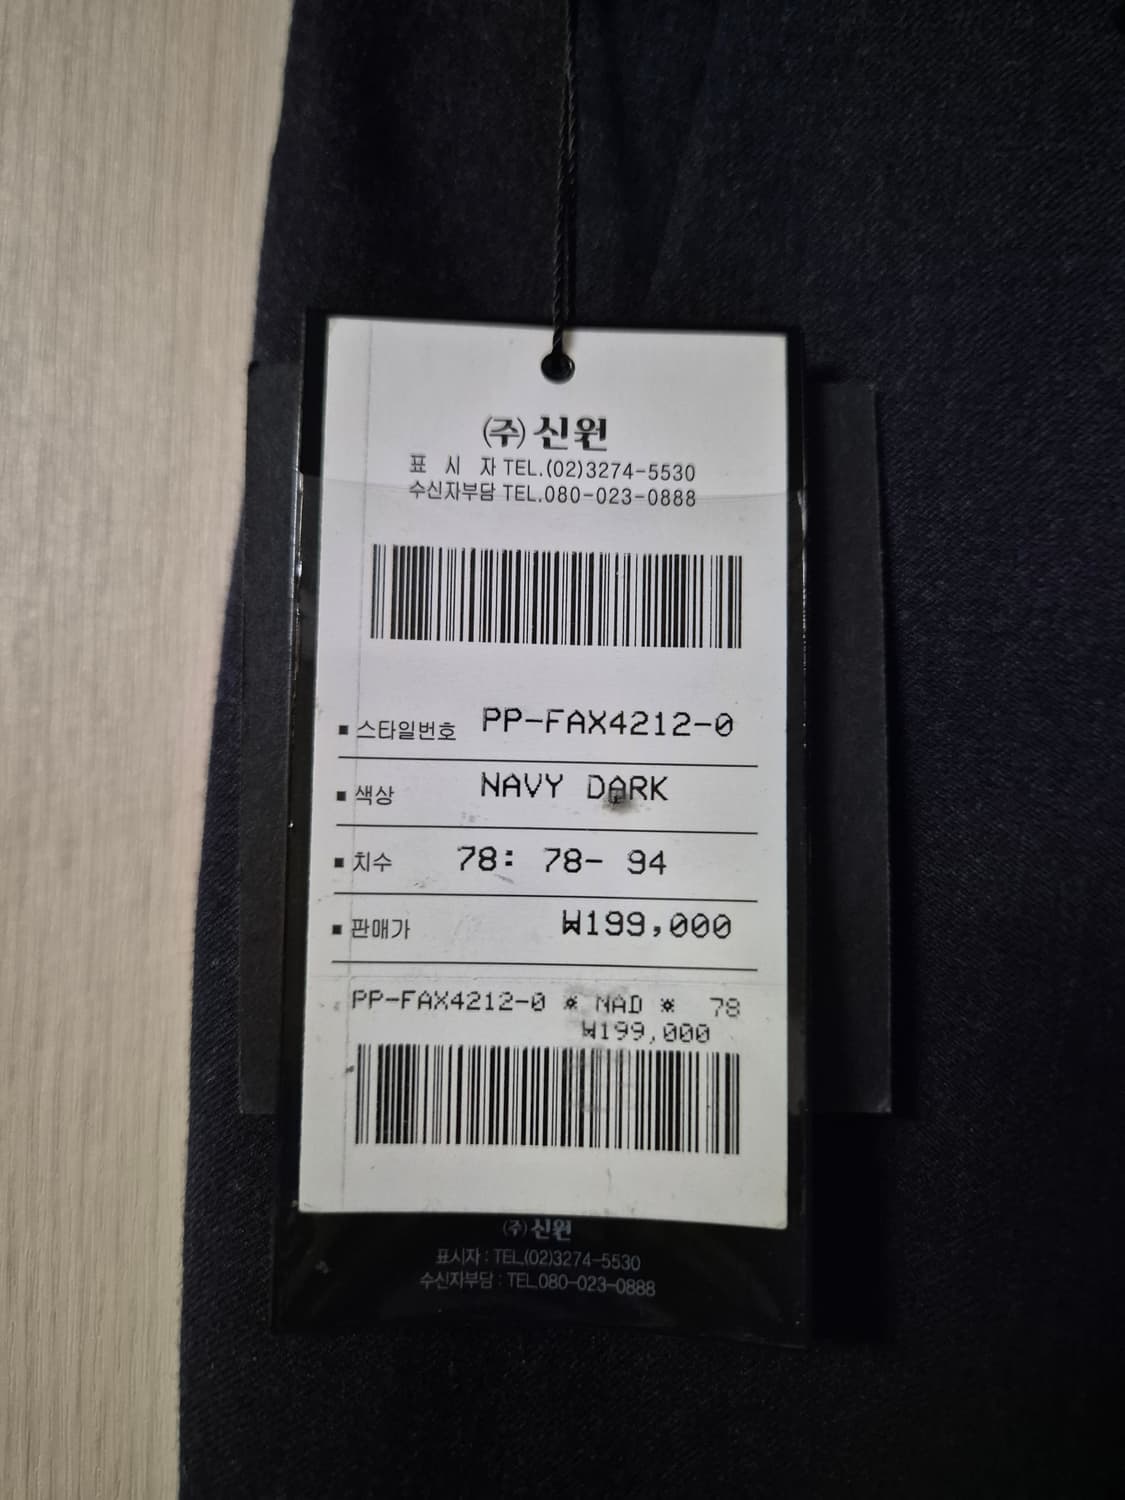 (주)신원
표 시 자 TEL.(02)3274-5530
수신자부담 TEL.080-023-0888
▪ 스타일번호 PP-FAX4212-0
▪ 색상 NAVY DARK
▪ 치수 78: 78- 94
▪ 판매가 ₩199,000
PP-FAX4212-0 * NAD * 78
₩199,000
(주)신원
표시자 : TEL.(02)3274-5530
수신자부담 : TEL.080-023-0888